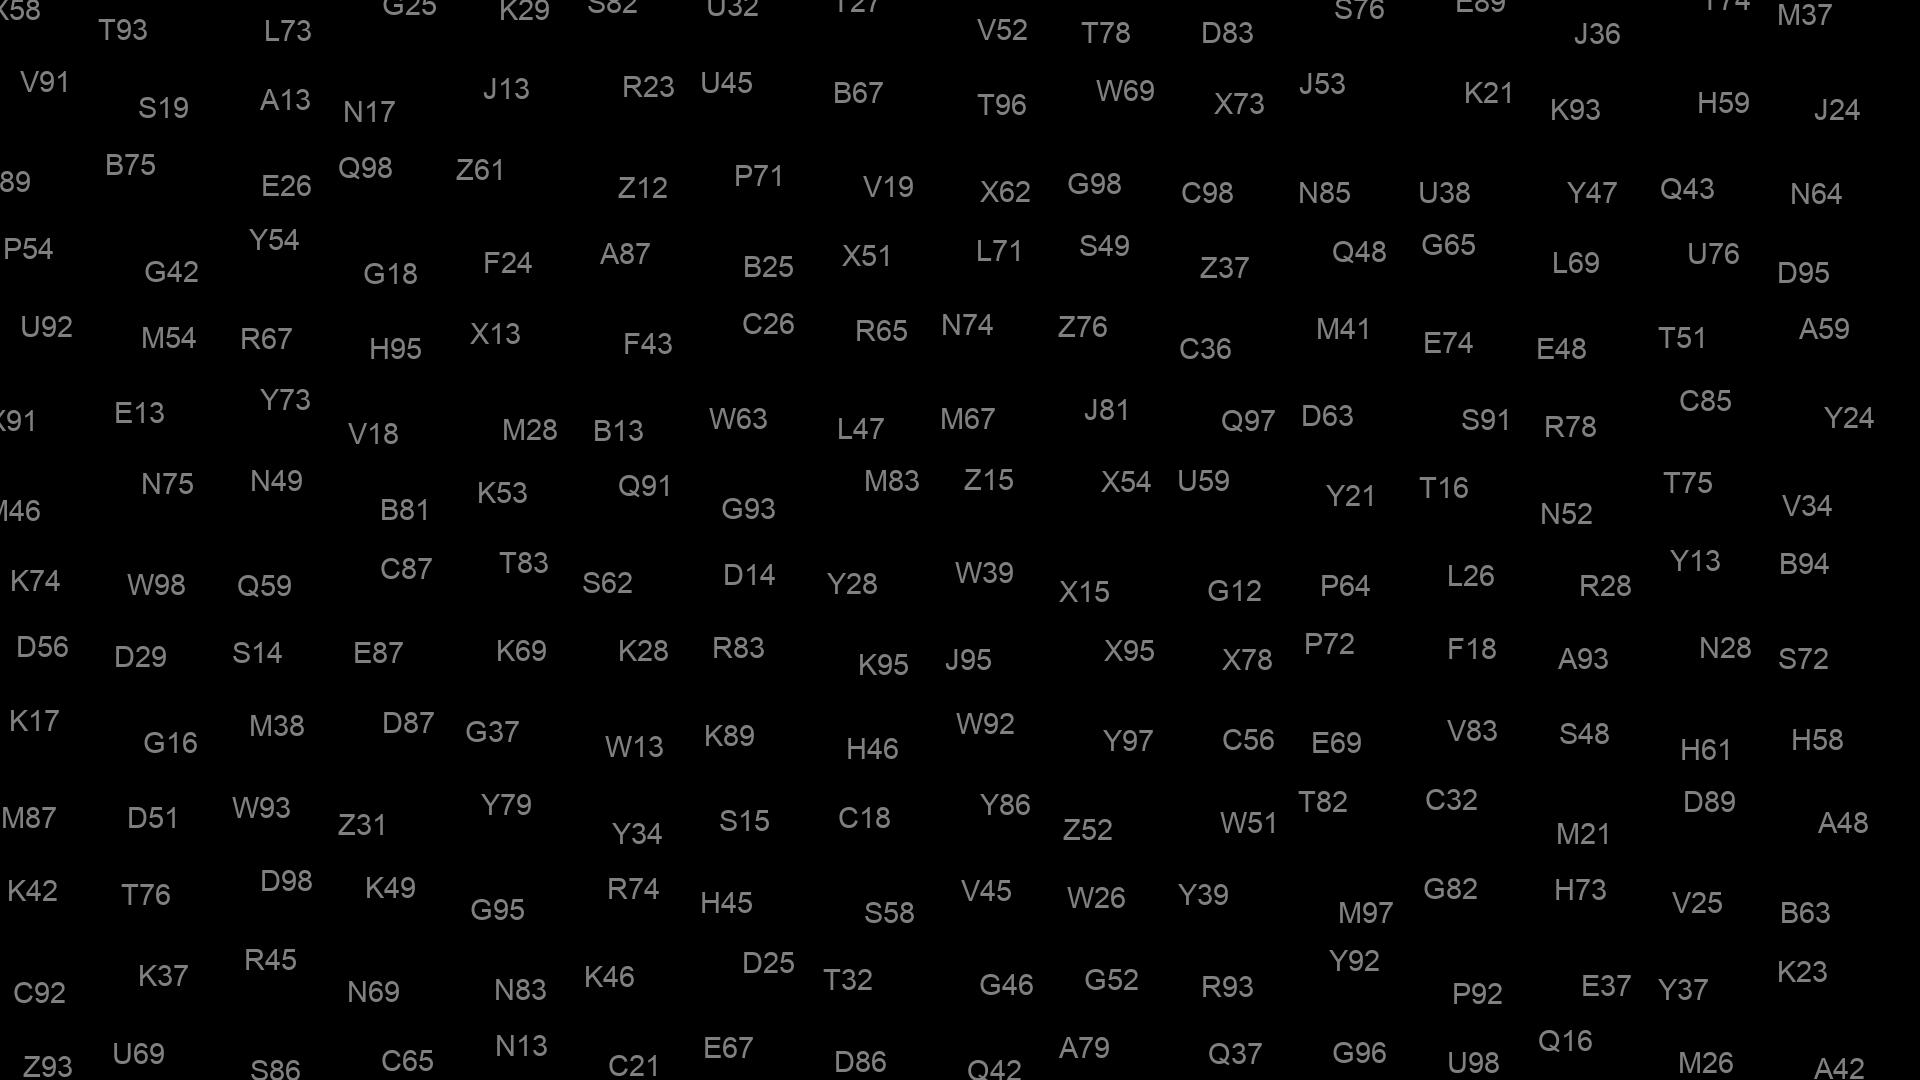 X58 T93 L73 G25 K29 S82 U32 T27 V52 T78 D83 S76 E89 J36 T74 M37
V91 S19 A13 N17 J13 R23 U45 B67 T96 W69 X73 J53 K21 K93 H59 J24
89 B75 E26 Q98 Z61 Z12 P71 V19 X62 G98 C98 N85 U38 Y47 Q43 N64
P54 G42 Y54 G18 F24 A87 B25 X51 L71 S49 Z37 Q48 G65 L69 U76 D95
U92 M54 R67 H95 X13 F43 C26 R65 N74 Z76 C36 M41 E74 E48 T51 A59
X91 E13 Y73 V18 M28 B13 W63 L47 M67 J81 Q97 D63 S91 R78 C85 Y24
M46 N75 N49 B81 K53 Q91 G93 M83 Z15 X54 U59 Y21 T16 N52 T75 V34
K74 W98 Q59 C87 T83 S62 D14 Y28 W39 X15 G12 P64 L26 R28 Y13 B94
D56 D29 S14 E87 K69 K28 R83 K95 J95 X95 X78 P72 F18 A93 N28 S72
K17 G16 M38 D87 G37 W13 K89 H46 W92 Y97 C56 E69 V83 S48 H61 H58
M87 D51 W93 Z31 Y79 Y34 S15 C18 Y86 Z52 W51 T82 C32 M21 D89 A48
K42 T76 D98 K49 G95 R74 H45 S58 V45 W26 Y39 M97 G82 H73 V25 B63
C92 K37 R45 N69 N83 K46 D25 T32 G46 G52 R93 Y92 P92 E37 Y37 K23
Z93 U69 S86 C65 N13 C21 E67 D86 Q42 A79 Q37 G96 U98 Q16 M26 A42